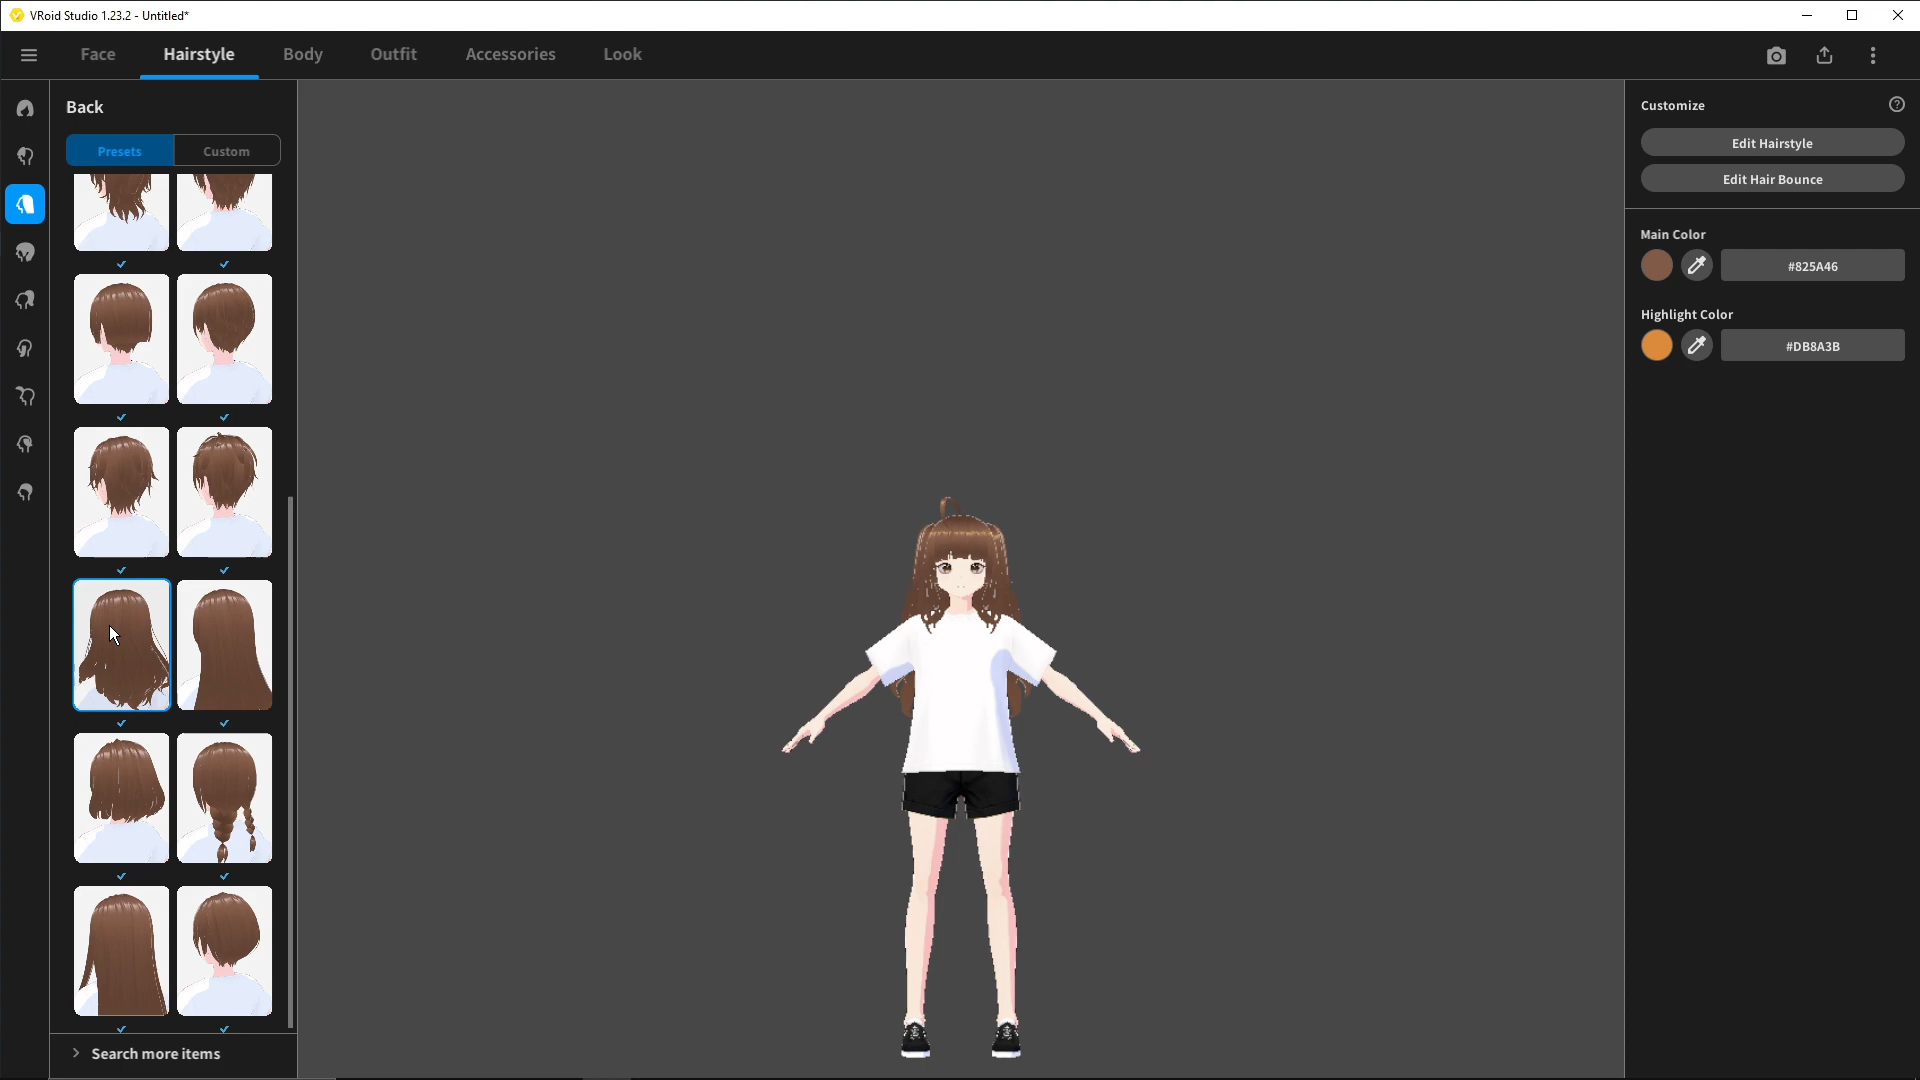 VRoid Studio 1.23.2 - Untitled*
Face
Hairstyle
Body
Outfit
Accessories
Look
Back
Presets
Custom
Search more items
Customize
Edit Hairstyle
Edit Hair Bounce
Main Color
#825A46
Highlight Color
#DB8A3B